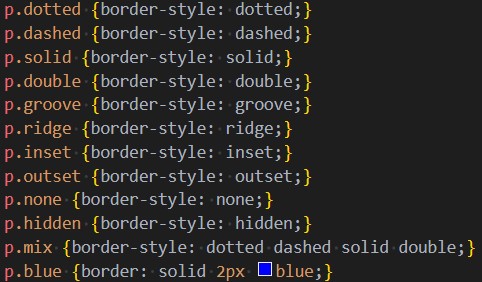 p.dotted {border-style: dotted;}
p.dashed {border-style: dashed;}
p.solid {border-style: solid;}
p.double {border-style: double;}
p.groove {border-style: groove;}
p.ridge {border-style: ridge;}
p.inset {border-style: inset;}
p.outset {border-style: outset;}
p.none {border-style: none;}
p.hidden {border-style: hidden;}
p.mix {border-style: dotted dashed solid double;}
p.blue {border: solid 2px blue;}